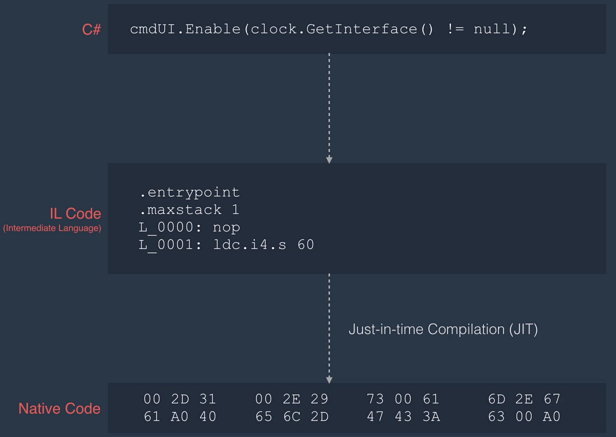 C#
cmdUI.Enable(clock.GetInterface() != null);
IL Code
(Intermediate Language)
.entrypoint
.maxstack 1
L_0000: nop
L_0001: ldc.i4.s 60
Just-in-time Compilation (JIT)
Native Code
00 2D 31 00 2E 29 73 00 61 6D 2E 67
61 A0 40 65 6C 2D 47 43 3A 63 00 A0